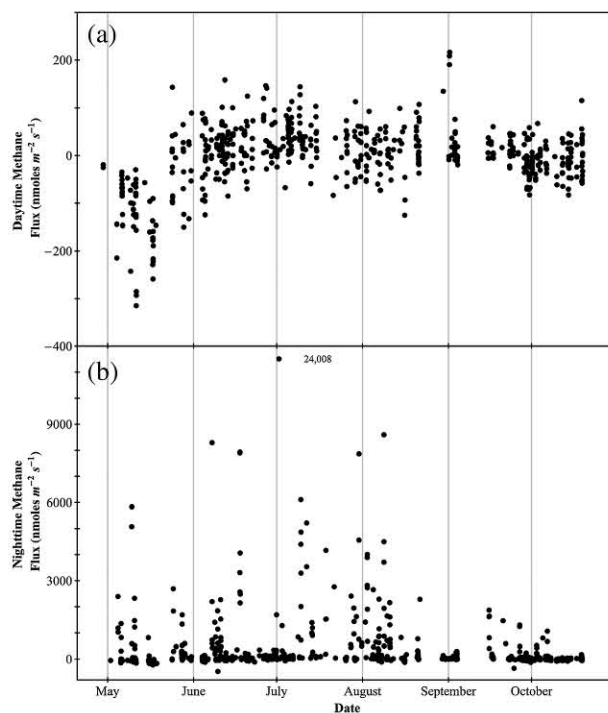 (a)
200
0
-200
-400
Daytime Methane
Flux (nmoles m⁻² s⁻¹)
(b)
24,008
9000
6000
3000
0
Nighttime Methane
Flux (nmoles m⁻² s⁻¹)
May June July August September October
Date